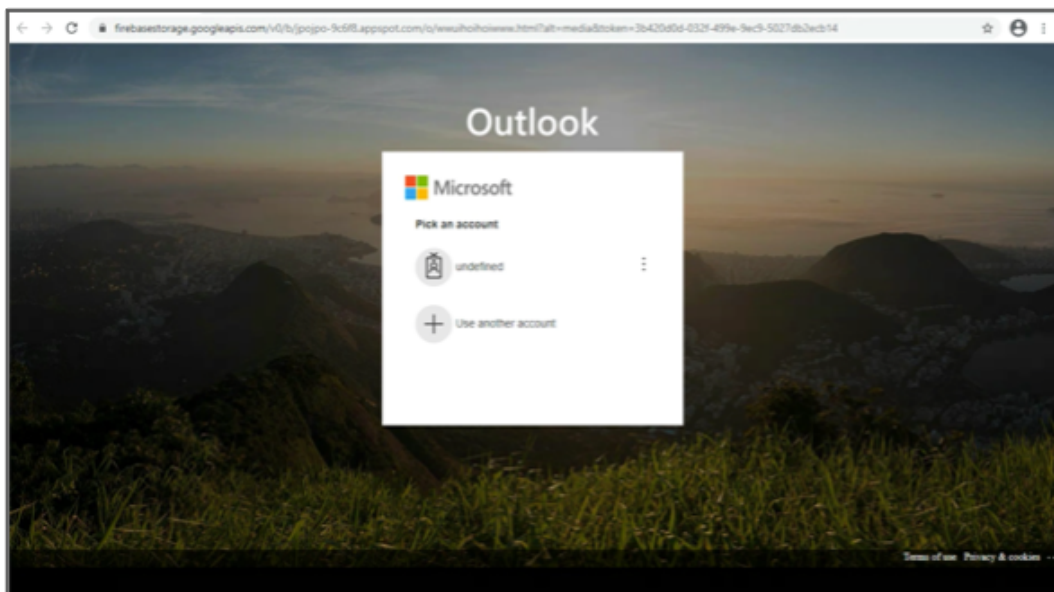 firebasestorage.googleapis.com/v0/b/jpojpo-9c6f8.appspot.com/o/wwuihoihoiwww.html?alt=media&token=3b420d0d-032f-499e-9ec9-5027db2ecb14
Outlook
Microsoft
Pick an account
undefined
Use another account
Terms of use Privacy & cookies